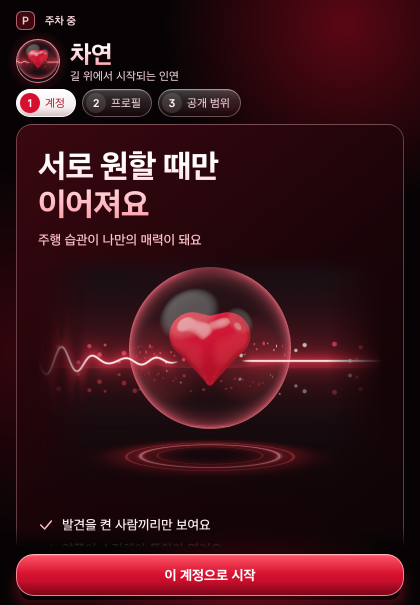 P 주차 중
차연
길 위에서 시작되는 인연
1 계정 2 프로필 3 공개 범위
서로 원할 때만
이어져요
주행 습관이 나만의 매력이 돼요
발견을 켠 사람끼리만 보여요
이 계정으로 시작